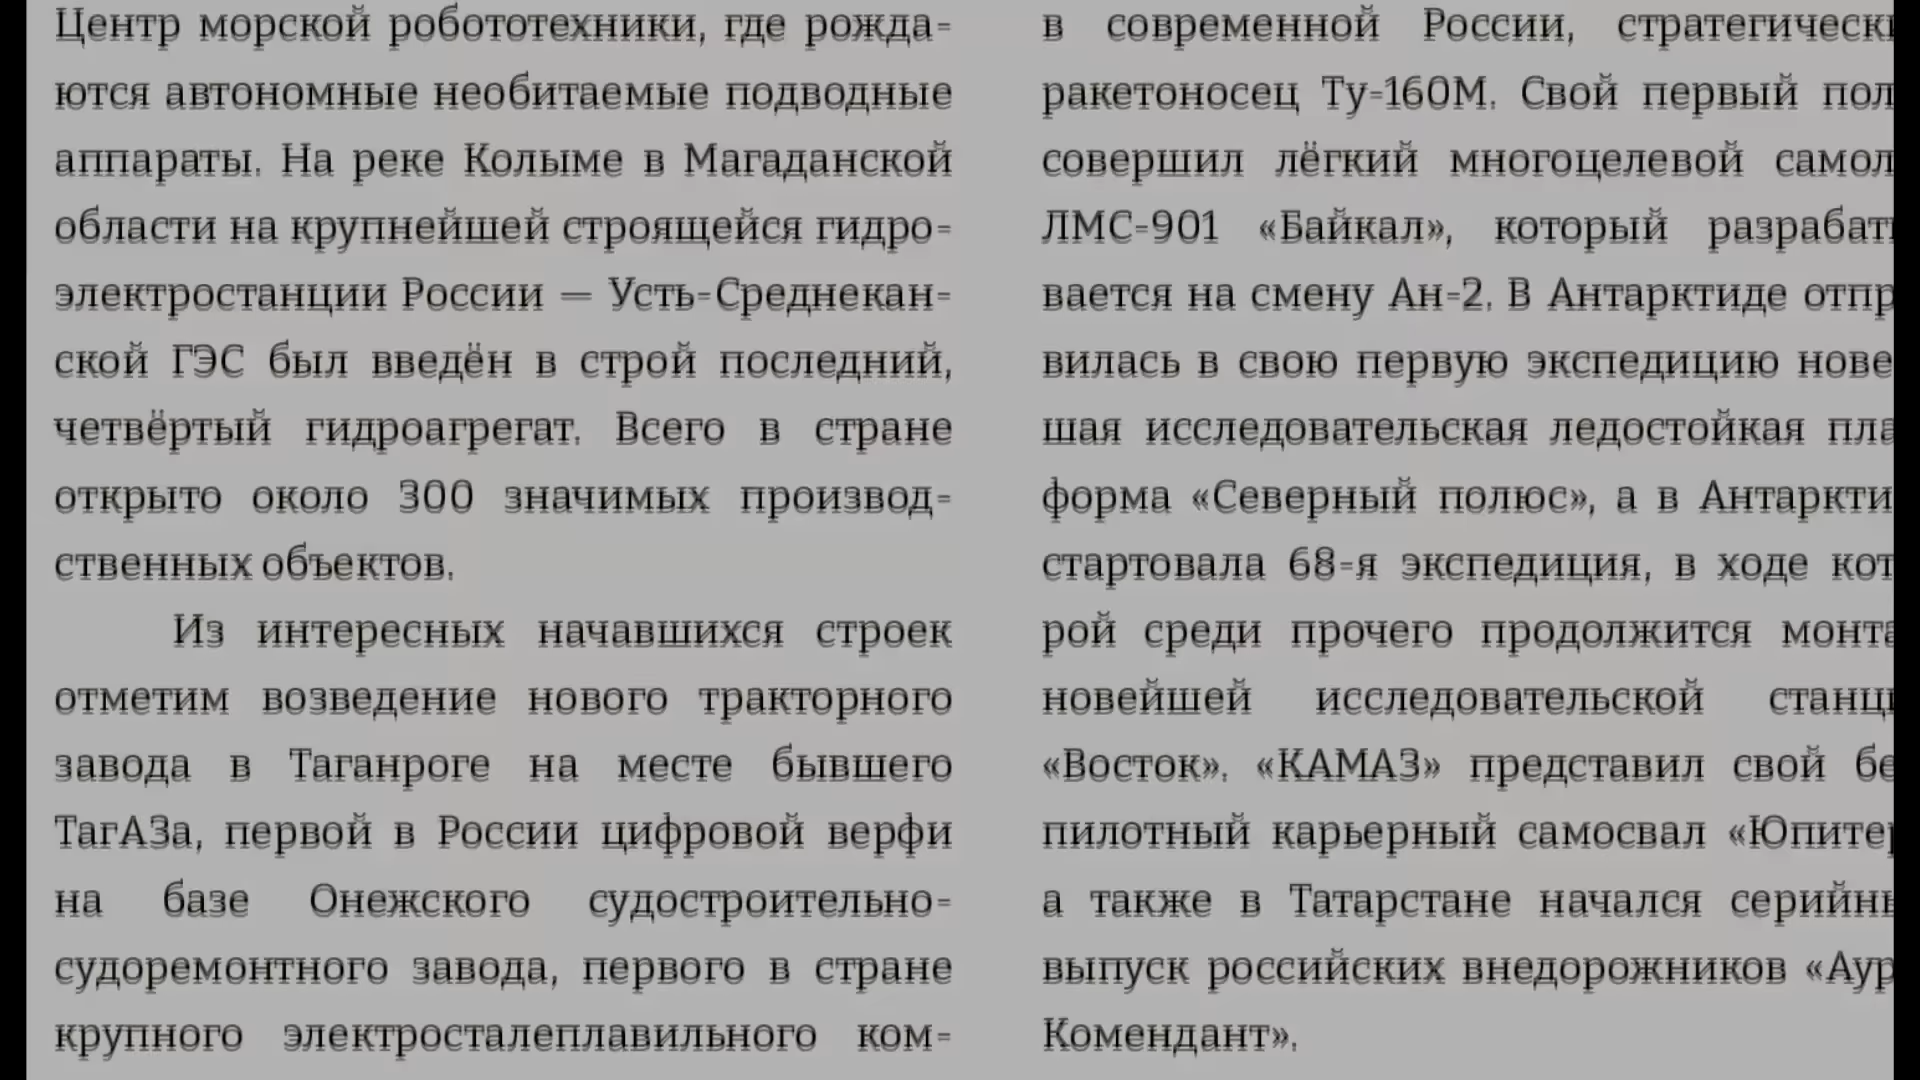 Центр морской робототехники, где рожда-
ются автономные необитаемые подводные
аппараты. На реке Колыме в Магаданской
области на крупнейшей строящейся гидро-
электростанции России — Усть-Среднекан-
ской ГЭС был введён в строй последний,
четвёртый гидроагрегат. Всего в стране
открыто около 300 значимых производ-
ственных объектов.
Из интересных начавшихся строек
отметим возведение нового тракторного
завода в Таганроге на месте бывшего
ТагАЗа, первой в России цифровой верфи
на базе Онежского судостроительно-
судоремонтного завода, первого в стране
крупного электросталеплавильного ком-
в современной России, стратегически
ракетоносец Ту-160М. Свой первый пол
совершил лёгкий многоцелевой самол
ЛМС-901 «Байкал», который разрабаты
вается на смену Ан-2. В Антарктиде отпр
вилась в свою первую экспедицию нове
шая исследовательская ледостойкая пла
форма «Северный полюс», а в Антаркти
стартовала 68-я экспедиция, в ходе кот
рой среди прочего продолжится монта
новейшей исследовательской станци
«Восток». «КАМАЗ» представил свой бе
пилотный карьерный самосвал «Юпитер
а также в Татарстане начался серийны
выпуск российских внедорожников «Аур
Комендант».